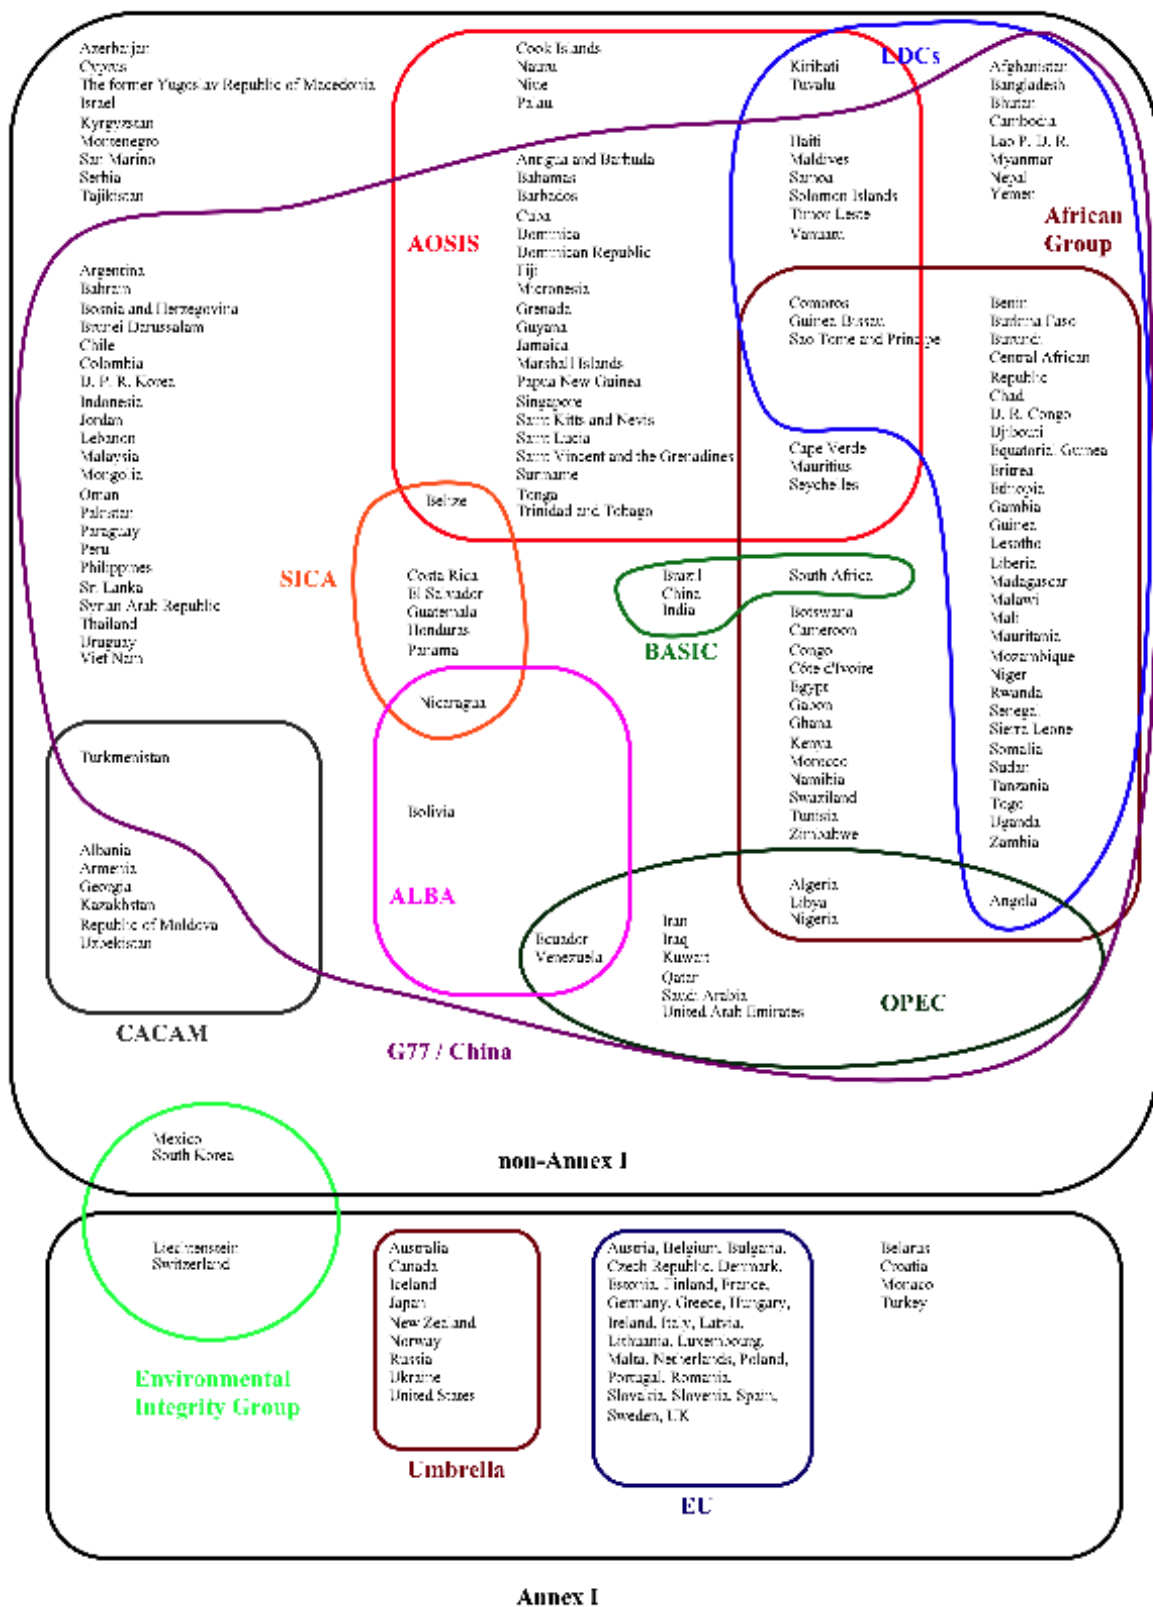 Azerbaijan
Cyprus
The former Yugoslav Republic of Macedonia
Israel
Kyrgyzstan
Montenegro
San Marino
Serbia
Tajikistan
Cook Islands
Nauru
Niue
Palau
LDCs
Kiribati
Tuvalu
Afghanistan
Bangladesh
Bhutan
Cambodia
Lao P. D. R.
Myanmar
Nepal
Yemen
Haiti
Maldives
Samoa
Solomon Islands
Timor Leste
Vanuatu
African
Group
AOSIS
Antigua and Barbuda
Bahamas
Barbados
Cuba
Dominica
Dominican Republic
Fiji
Micronesia
Grenada
Guyana
Jamaica
Marshall Islands
Papua New Guinea
Singapore
Saint Kitts and Nevis
Saint Lucia
Saint Vincent and the Grenadines
Suriname
Tonga
Trinidad and Tobago
Argentina
Bahrain
Bosnia and Herzegovina
Brunei Darussalam
Chile
Colombia
D. P. R. Korea
Indonesia
Jordan
Lebanon
Malaysia
Mongolia
Oman
Pakistan
Paraguay
Peru
Philippines
Sri Lanka
Syrian Arab Republic
Thailand
Uruguay
Viet Nam
Comoros
Guinea Bissau
Sao Tome and Principe
Cape Verde
Mauritius
Seychelles
Benin
Burkina Faso
Burundi
Central African
Republic
Chad
D. R. Congo
Djibouti
Equatorial Guinea
Eritrea
Ethiopia
Gambia
Guinea
Lesotho
Liberia
Madagascar
Malawi
Mali
Mauritania
Mozambique
Niger
Rwanda
Senegal
Sierra Leone
Somalia
Sudan
Tanzania
Togo
Uganda
Zambia
Belize
SICA
Costa Rica
El Salvador
Guatemala
Honduras
Panama
Nicaragua
Brazil
China
India
South Africa
BASIC
Botswana
Cameroon
Congo
Côte d'Ivoire
Egypt
Gabon
Ghana
Kenya
Morocco
Namibia
Swaziland
Tunisia
Zimbabwe
Turkmenistan
Albania
Armenia
Georgia
Kazakhstan
Republic of Moldova
Uzbekistan
CACAM
Bolivia
ALBA
Ecuador
Venezuela
Iran
Iraq
Kuwait
Qatar
Saudi Arabia
United Arab Emirates
Algeria
Libya
Nigeria
Angola
OPEC
G77 / China
Mexico
South Korea
non-Annex I
Liechtenstein
Switzerland
Environmental
Integrity Group
Australia
Canada
Iceland
Japan
New Zealand
Norway
Russia
Ukraine
United States
Umbrella
Austria, Belgium, Bulgaria,
Czech Republic, Denmark,
Estonia, Finland, France,
Germany, Greece, Hungary,
Ireland, Italy, Latvia,
Lithuania, Luxembourg,
Malta, Netherlands, Poland,
Portugal, Romania,
Slovakia, Slovenia, Spain,
Sweden, UK
EU
Belarus
Croatia
Monaco
Turkey
Annex I